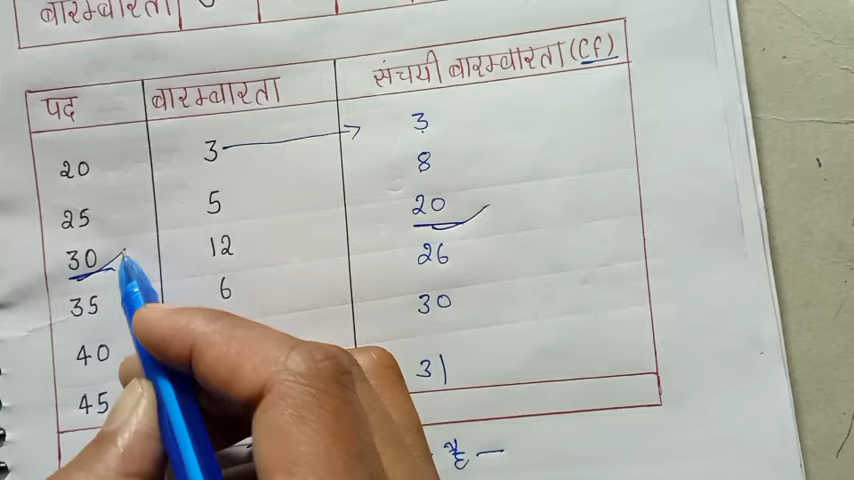 बारम्बारता
पद बारम्बारता संचयी बारम्बारता (cf)
20 3 3
25 5 8
30 12 20
35 6 26
40 30
45 31
है -